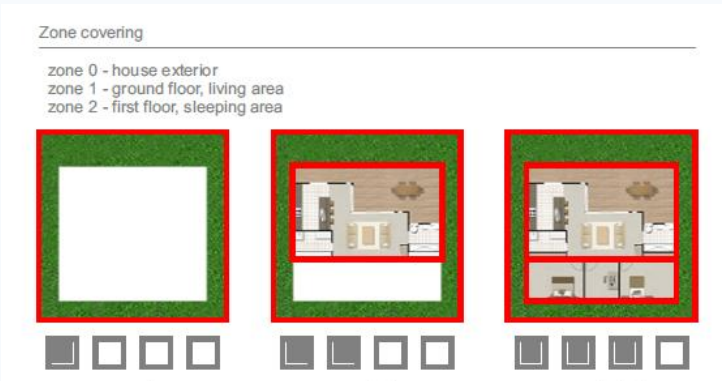 Zone covering
zone 0 - house exterior
zone 1 - ground floor, living area
zone 2 - first floor, sleeping area